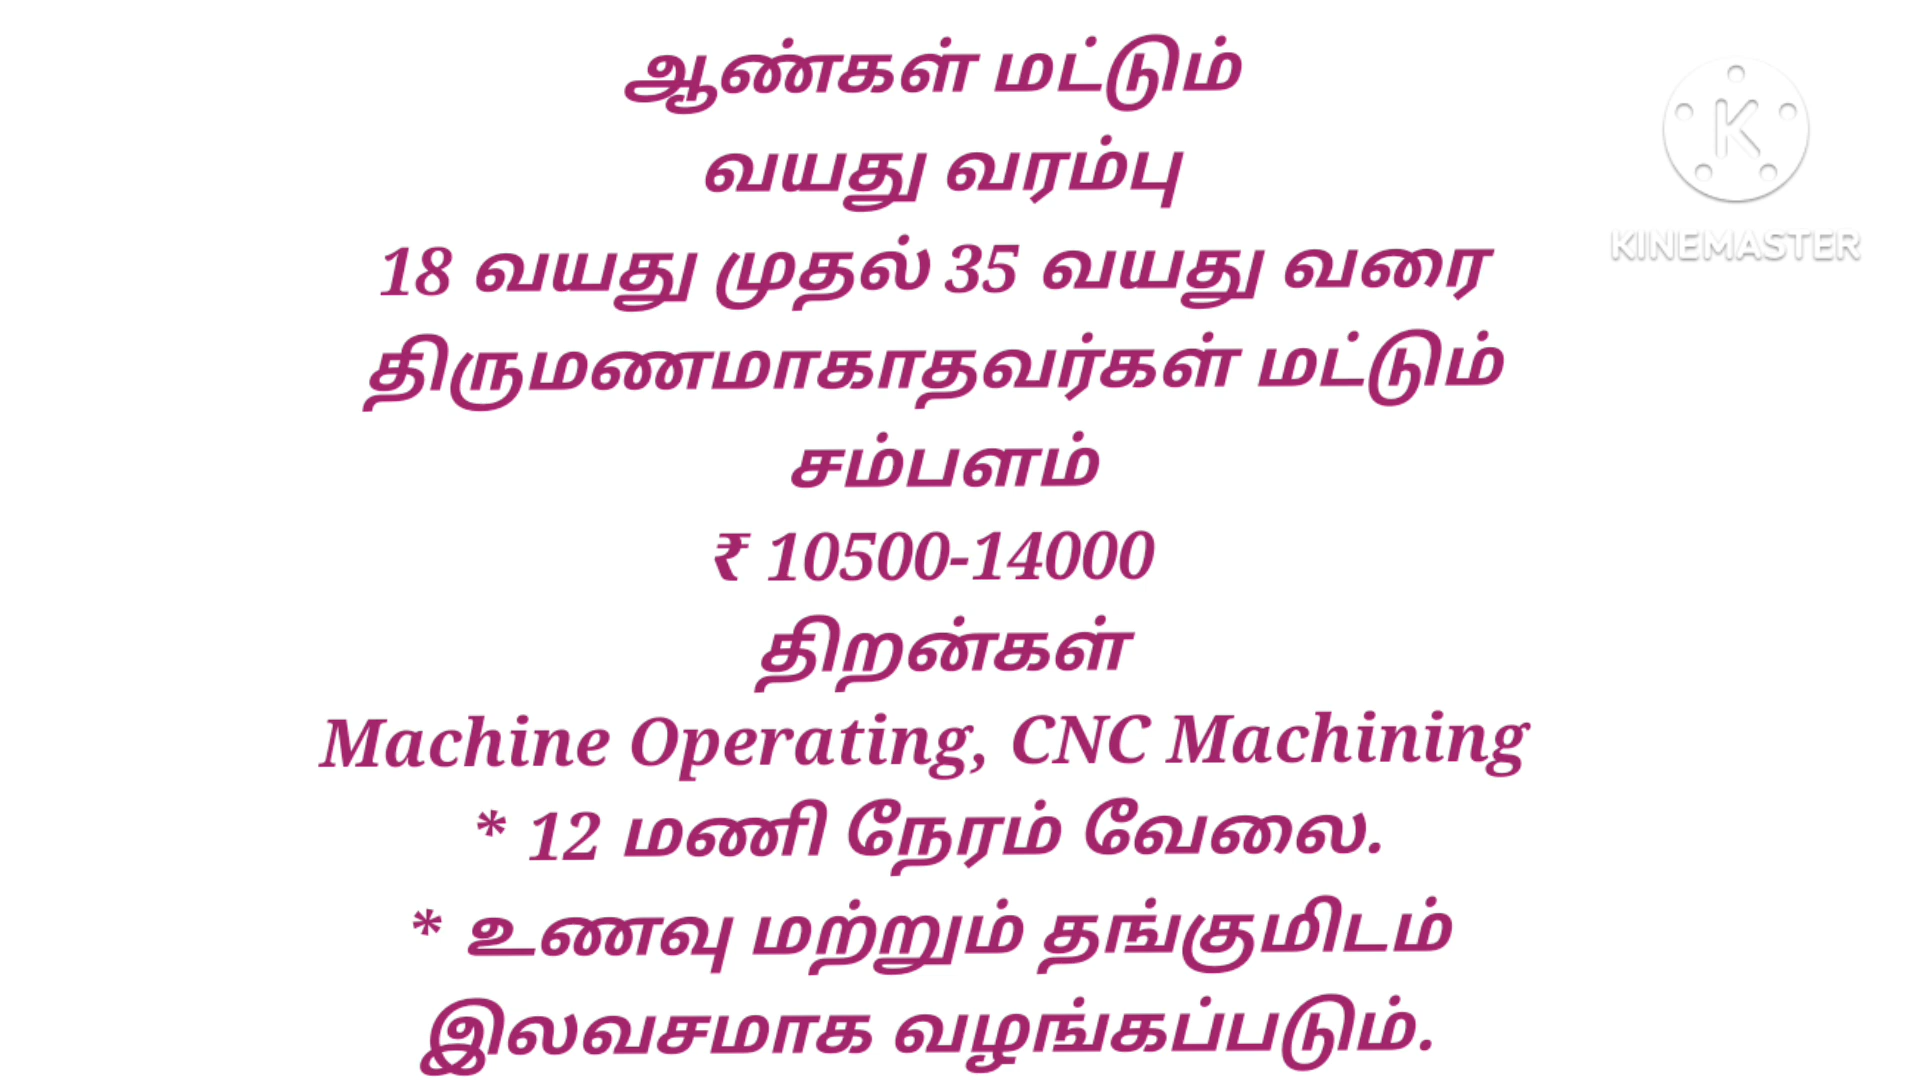 ஆண்கள் மட்டும்
வயது வரம்பு
18 வயது முதல் 35 வயது வரை
திருமணமாகாதவர்கள் மட்டும்
சம்பளம்
₹ 10500-14000
திறன்கள்
Machine Operating, CNC Machining
* 12 மணி நேரம் வேலை.
* உணவு மற்றும் தங்குமிடம்
இலவசமாக வழங்கப்படும்.
K
KINEMASTER